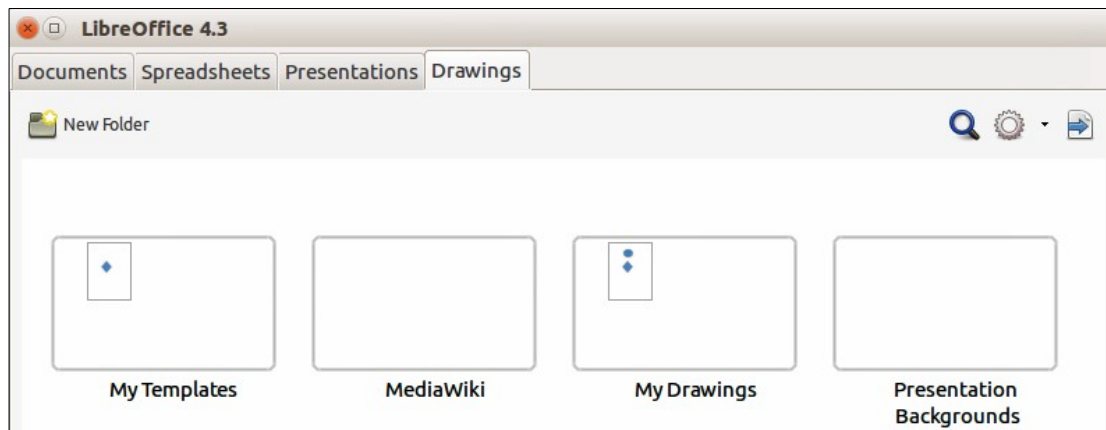 LibreOffice 4.3
Documents Spreadsheets Presentations Drawings
New Folder
My Templates MediaWiki My Drawings Presentation
Backgrounds